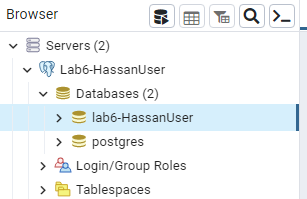 Browser
Servers (2)
Lab6-HassanUser
Databases (2)
lab6-HassanUser
postgres
Login/Group Roles
Tablespaces